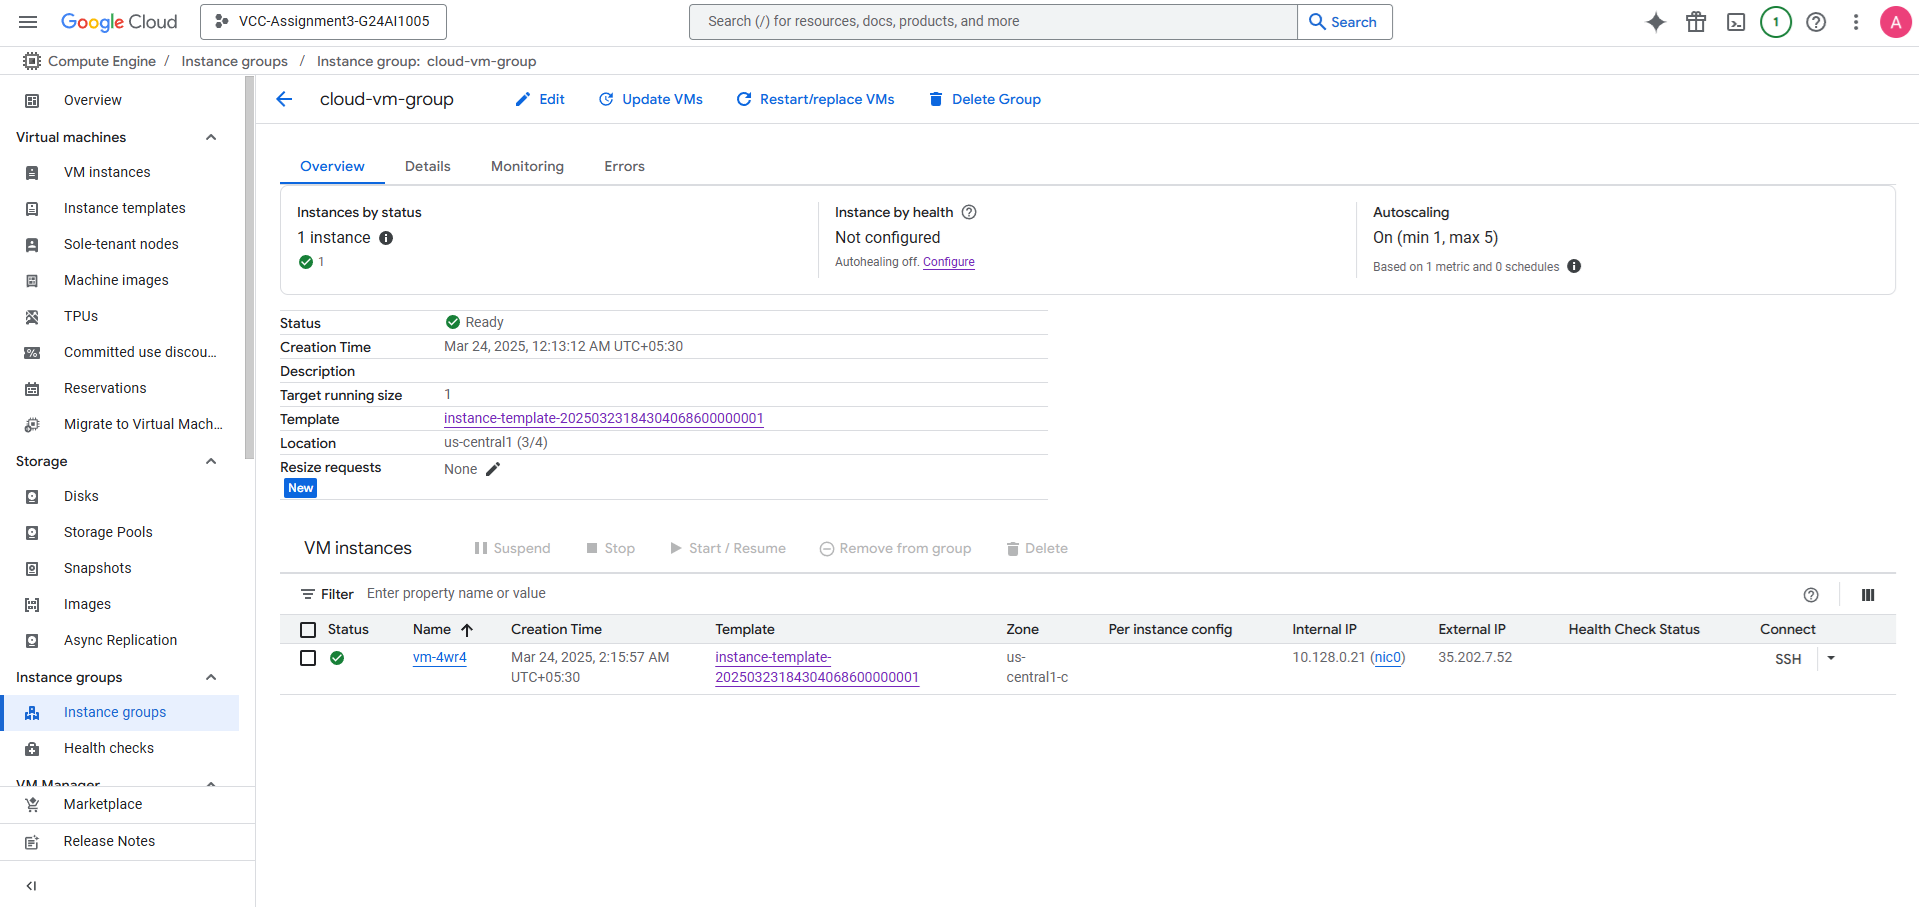 Google Cloud
VCC-Assignment3-G24AI1005
Search (/) for resources, docs, products, and more
Search
1
A
Compute Engine / Instance groups / Instance group: cloud-vm-group
Overview
Virtual machines
VM instances
Instance templates
Sole-tenant nodes
Machine images
TPUs
Committed use discou...
Reservations
Migrate to Virtual Mach...
Storage
Disks
Storage Pools
Snapshots
Images
Async Replication
Instance groups
Instance groups
Health checks
VM Manager
Marketplace
Release Notes
cloud-vm-group
Edit
Update VMs
Restart/replace VMs
Delete Group
Overview Details Monitoring Errors
Instances by status
1 instance
1
Instance by health
Not configured
Autohealing off. Configure
Autoscaling
On (min 1, max 5)
Based on 1 metric and 0 schedules
Status Ready
Creation Time Mar 24, 2025, 12:13:12 AM UTC+05:30
Description
Target running size 1
Template instance-template-20250323184304068600000001
Location us-central1 (3/4)
Resize requests None
New
VM instances Suspend Stop Start / Resume Remove from group Delete
Filter Enter property name or value
Status Name Creation Time Template Zone Per instance config Internal IP External IP Health Check Status Connect
vm-4wr4 Mar 24, 2025, 2:15:57 AM instance-template- us- 10.128.0.21 (nic0) 35.202.7.52 SSH
UTC+05:30 20250323184304068600000001 central1-c